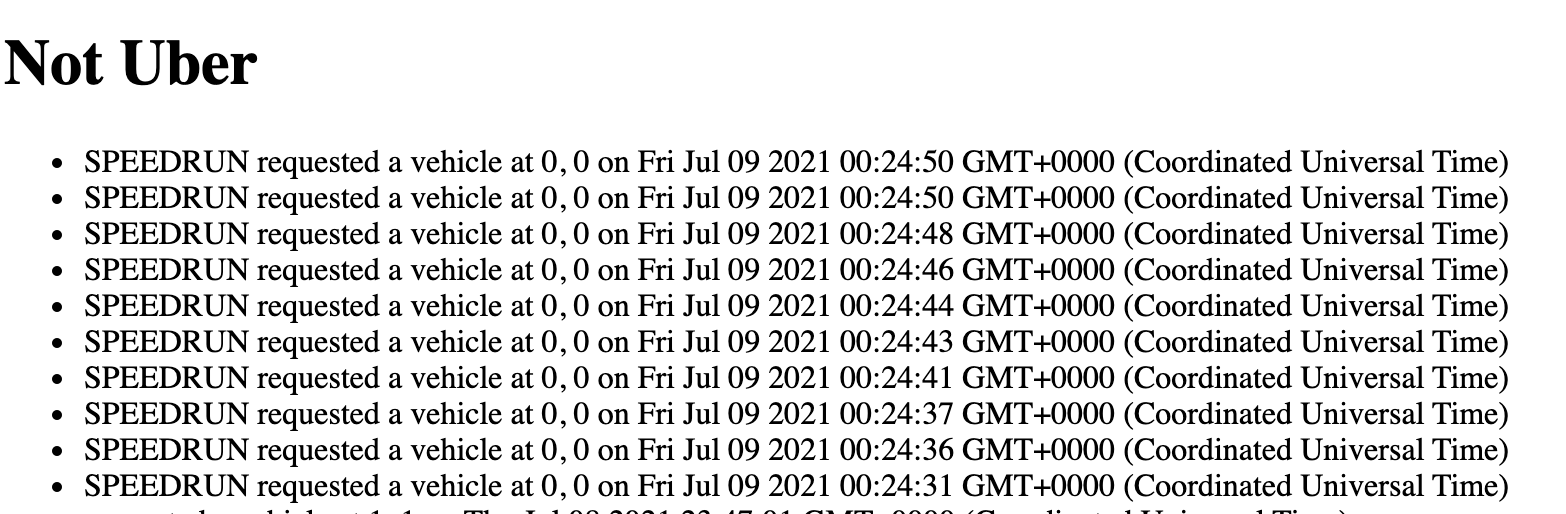 Not Uber
SPEEDRUN requested a vehicle at 0, 0 on Fri Jul 09 2021 00:24:50 GMT+0000 (Coordinated Universal Time)
SPEEDRUN requested a vehicle at 0, 0 on Fri Jul 09 2021 00:24:50 GMT+0000 (Coordinated Universal Time)
SPEEDRUN requested a vehicle at 0, 0 on Fri Jul 09 2021 00:24:48 GMT+0000 (Coordinated Universal Time)
SPEEDRUN requested a vehicle at 0, 0 on Fri Jul 09 2021 00:24:46 GMT+0000 (Coordinated Universal Time)
SPEEDRUN requested a vehicle at 0, 0 on Fri Jul 09 2021 00:24:44 GMT+0000 (Coordinated Universal Time)
SPEEDRUN requested a vehicle at 0, 0 on Fri Jul 09 2021 00:24:43 GMT+0000 (Coordinated Universal Time)
SPEEDRUN requested a vehicle at 0, 0 on Fri Jul 09 2021 00:24:41 GMT+0000 (Coordinated Universal Time)
SPEEDRUN requested a vehicle at 0, 0 on Fri Jul 09 2021 00:24:37 GMT+0000 (Coordinated Universal Time)
SPEEDRUN requested a vehicle at 0, 0 on Fri Jul 09 2021 00:24:36 GMT+0000 (Coordinated Universal Time)
SPEEDRUN requested a vehicle at 0, 0 on Fri Jul 09 2021 00:24:31 GMT+0000 (Coordinated Universal Time)